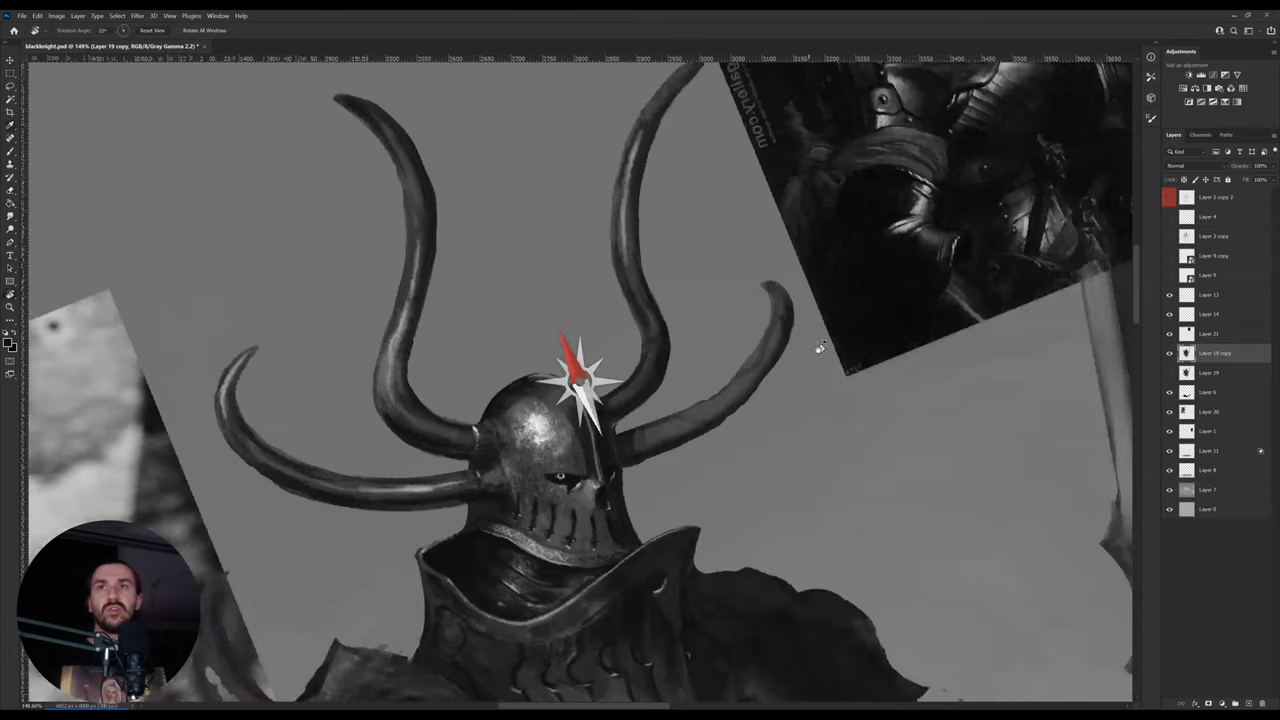 File Edit Image Layer Type Select Filter 3D View Plugins Window Help
Rotation Angle: -32° Reset View Rotate All Windows
blackknight.psd @ 149% (Layer 19 copy, RGB/8/Gray Gamma 2.2) *
Adjustments
Add an adjustment
Layers Channels Paths
Kind
Normal Opacity: 100%
Lock: Fill: 100%
Layer 2 copy 2
Layer 4
Layer 2 copy
Layer 9 copy
Layer 9
Layer 13
Layer 14
Layer 21
Layer 19 copy
Layer 19
Layer 6
Layer 20
Layer 1
Layer 11
Layer 8
Layer 7
Layer 0